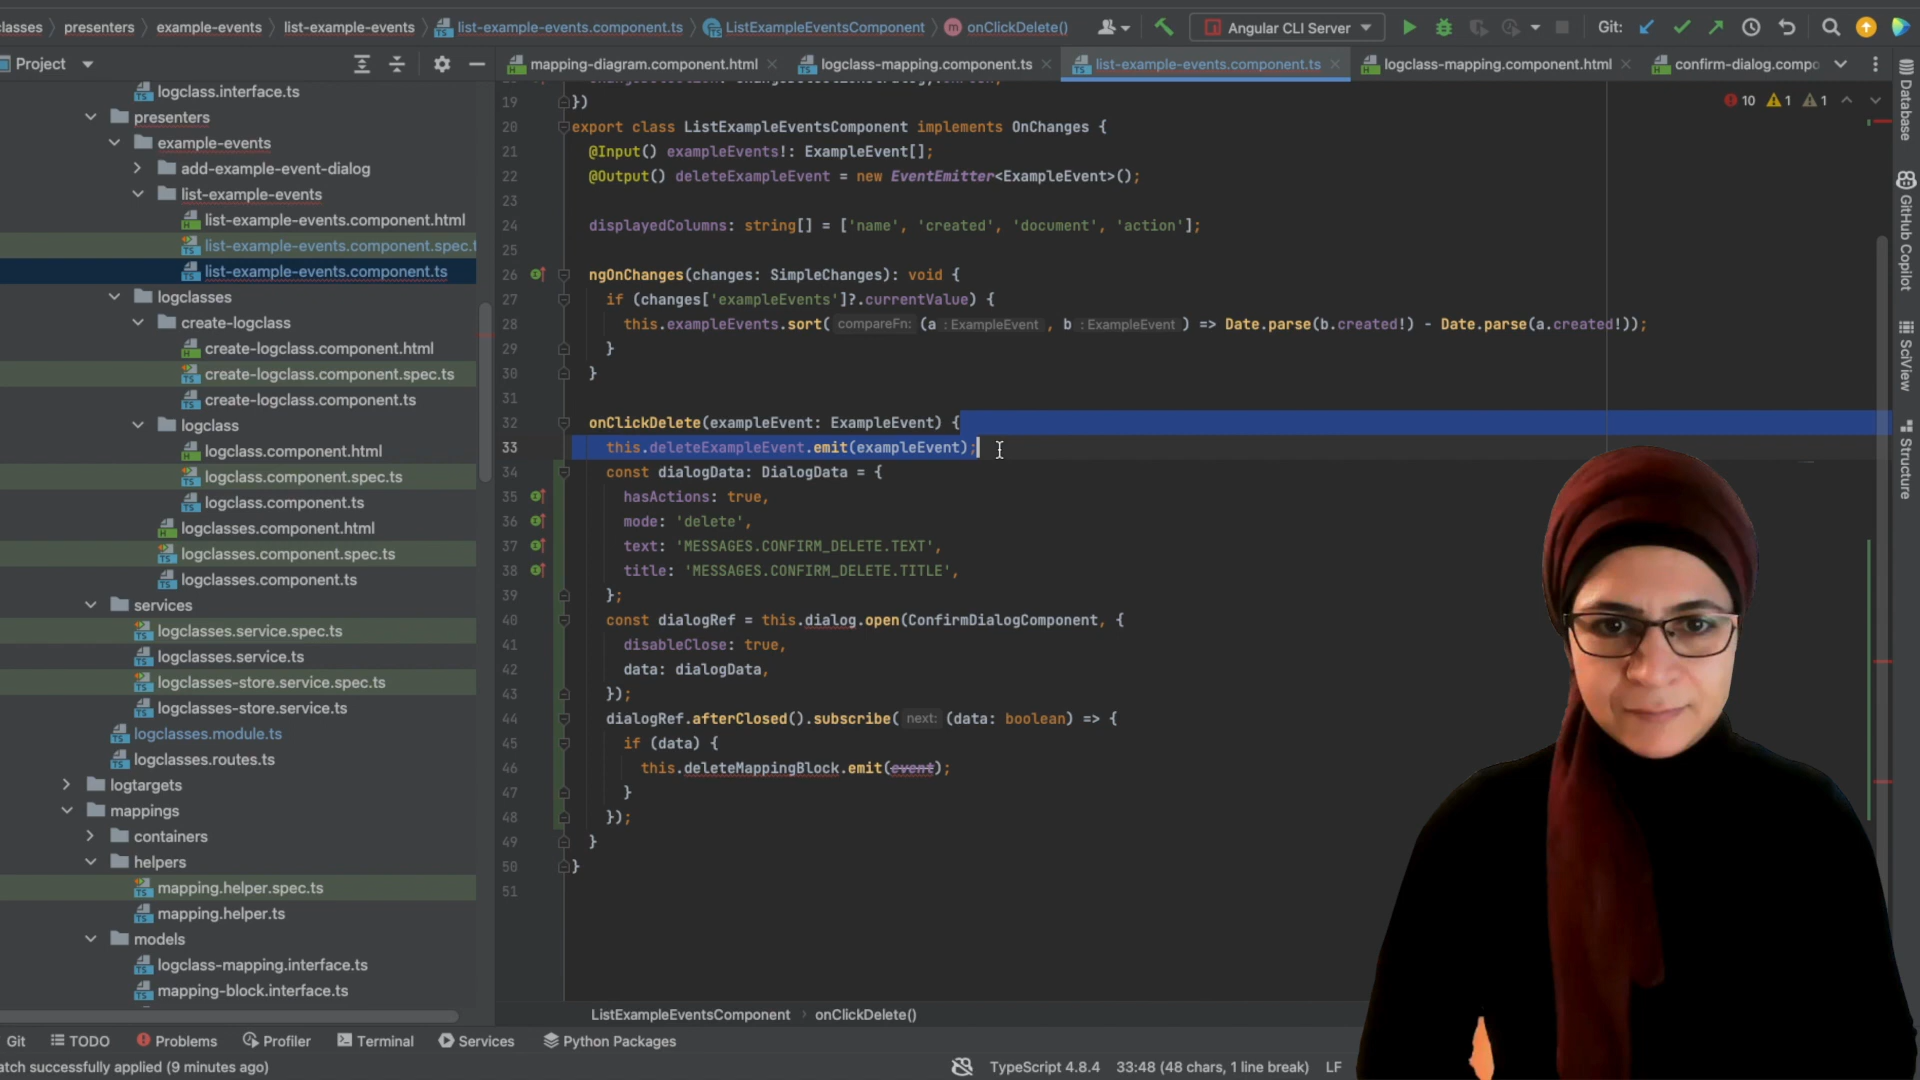 classes presenters example-events list-example-events list-example-events.component.ts ListExampleEventsComponent onClickDelete() Angular CLI Server Git:
Project mapping-diagram.component.html logclass-mapping.component.ts list-example-events.component.ts logclass-mapping.component.html confirm-dialog.compo
logclass.interface.ts
presenters
example-events
add-example-event-dialog
list-example-events
list-example-events.component.html
list-example-events.component.spec.t
list-example-events.component.ts
logclasses
create-logclass
create-logclass.component.html
create-logclass.component.spec.ts
create-logclass.component.ts
logclass
logclass.component.html
logclass.component.spec.ts
logclass.component.ts
logclasses.component.html
logclasses.component.spec.ts
logclasses.component.ts
services
logclasses.service.spec.ts
logclasses.service.ts
logclasses-store.service.spec.ts
logclasses-store.service.ts
logclasses.module.ts
logclasses.routes.ts
logtargets
mappings
containers
helpers
mapping.helper.spec.ts
mapping.helper.ts
models
logclass-mapping.interface.ts
mapping-block.interface.ts
10 1 1
19 })
20 export class ListExampleEventsComponent implements OnChanges {
21 @Input() exampleEvents!: ExampleEvent[];
22 @Output() deleteExampleEvent = new EventEmitter<ExampleEvent>();
23
24 displayedColumns: string[] = ['name', 'created', 'document', 'action'];
25
26 ngOnChanges(changes: SimpleChanges): void {
27 if (changes['exampleEvents']?.currentValue) {
28 this.exampleEvents.sort( compareFn: (a : ExampleEvent , b : ExampleEvent ) => Date.parse(b.created!) - Date.parse(a.created!));
29 }
30 }
31
32 onClickDelete(exampleEvent: ExampleEvent) {
33 this.deleteExampleEvent.emit(exampleEvent);
34 const dialogData: DialogData = {
35 hasActions: true,
36 mode: 'delete',
37 text: 'MESSAGES.CONFIRM_DELETE.TEXT',
38 title: 'MESSAGES.CONFIRM_DELETE.TITLE',
39 };
40 const dialogRef = this.dialog.open(ConfirmDialogComponent, {
41 disableClose: true,
42 data: dialogData,
43 });
44 dialogRef.afterClosed().subscribe( next: (data: boolean) => {
45 if (data) {
46 this.deleteMappingBlock.emit(event);
47 }
48 });
49 }
50 }
51
Database
GitHub Copilot
SciView
Structure
ListExampleEventsComponent onClickDelete()
Git TODO Problems Profiler Terminal Services Python Packages
atch successfully applied (9 minutes ago) TypeScript 4.8.4 33:48 (48 chars, 1 line break) LF